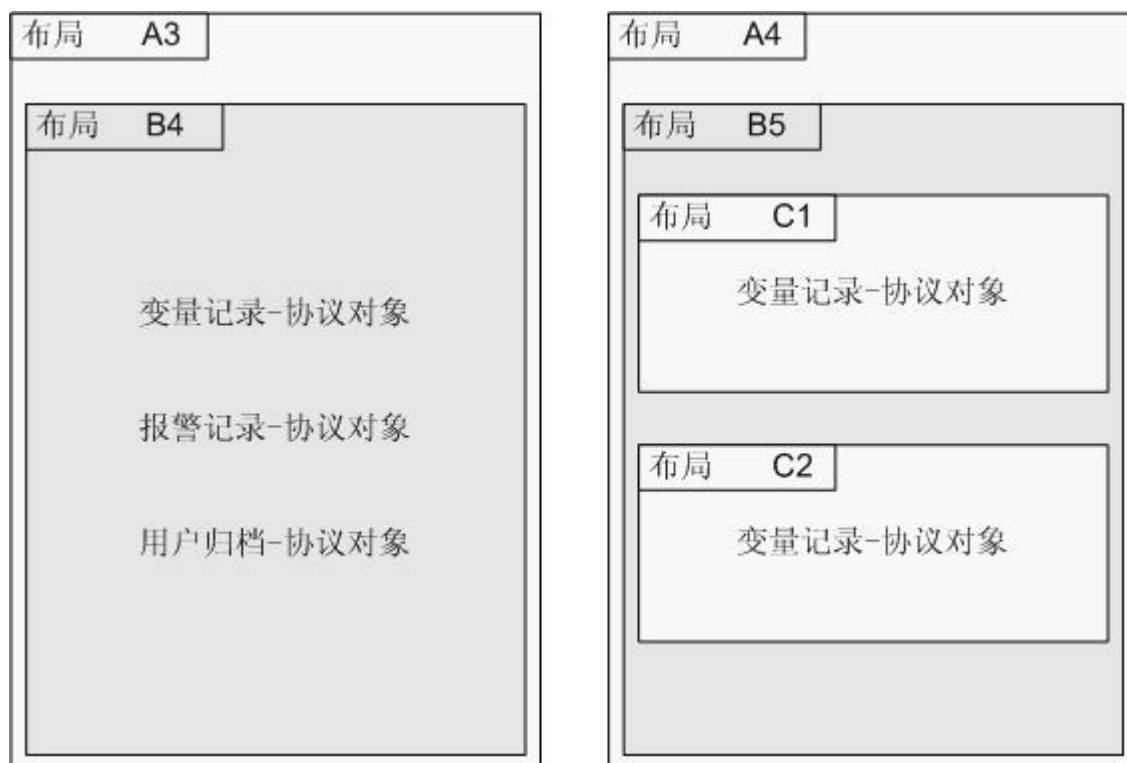 布局 A3
布局 B4
变量记录-协议对象
报警记录-协议对象
用户归档-协议对象
布局 A4
布局 B5
布局 C1
变量记录-协议对象
布局 C2
变量记录-协议对象